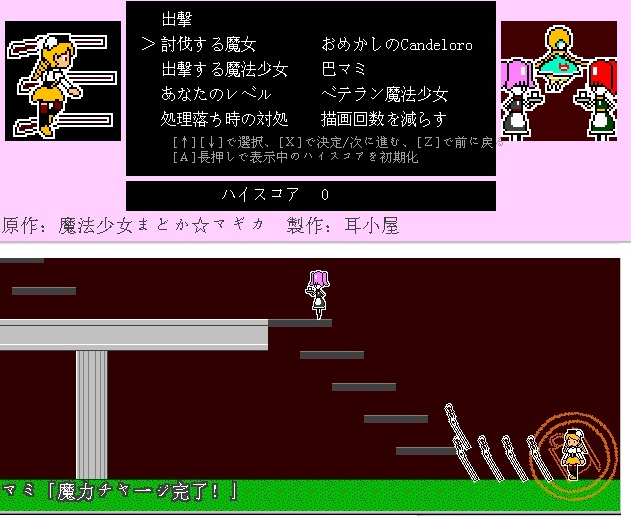 出撃
＞討伐する魔女　おめかしのCandeloro
出撃する魔法少女　巴マミ
あなたのレベル　ベテラン魔法少女
処理落ち時の対処　描画回数を減らす
[↑][↓]で選択、[X]で決定/次に進む、[Z]で前に戻る
[A]長押しで表示中のハイスコアを初期化
ハイスコア　0
原作: 魔法少女まどか☆マギカ　製作: 耳小屋
マミ「魔力チャージ完了!」